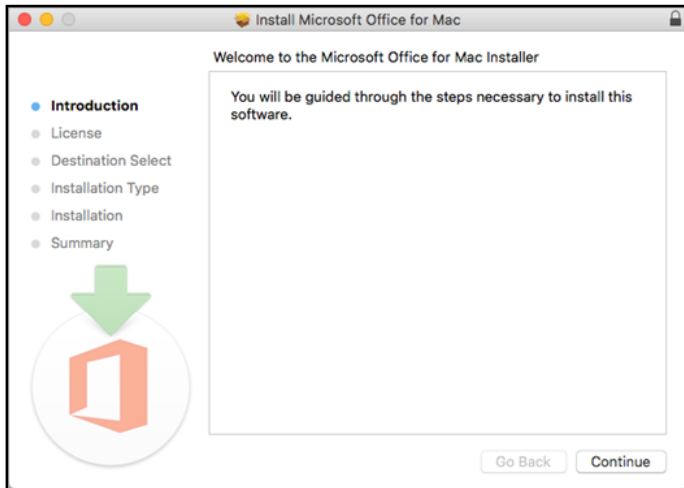 Install Microsoft Office for Mac
Welcome to the Microsoft Office for Mac Installer
Introduction
License
Destination Select
Installation Type
Installation
Summary
You will be guided through the steps necessary to install this
software.
Go Back
Continue